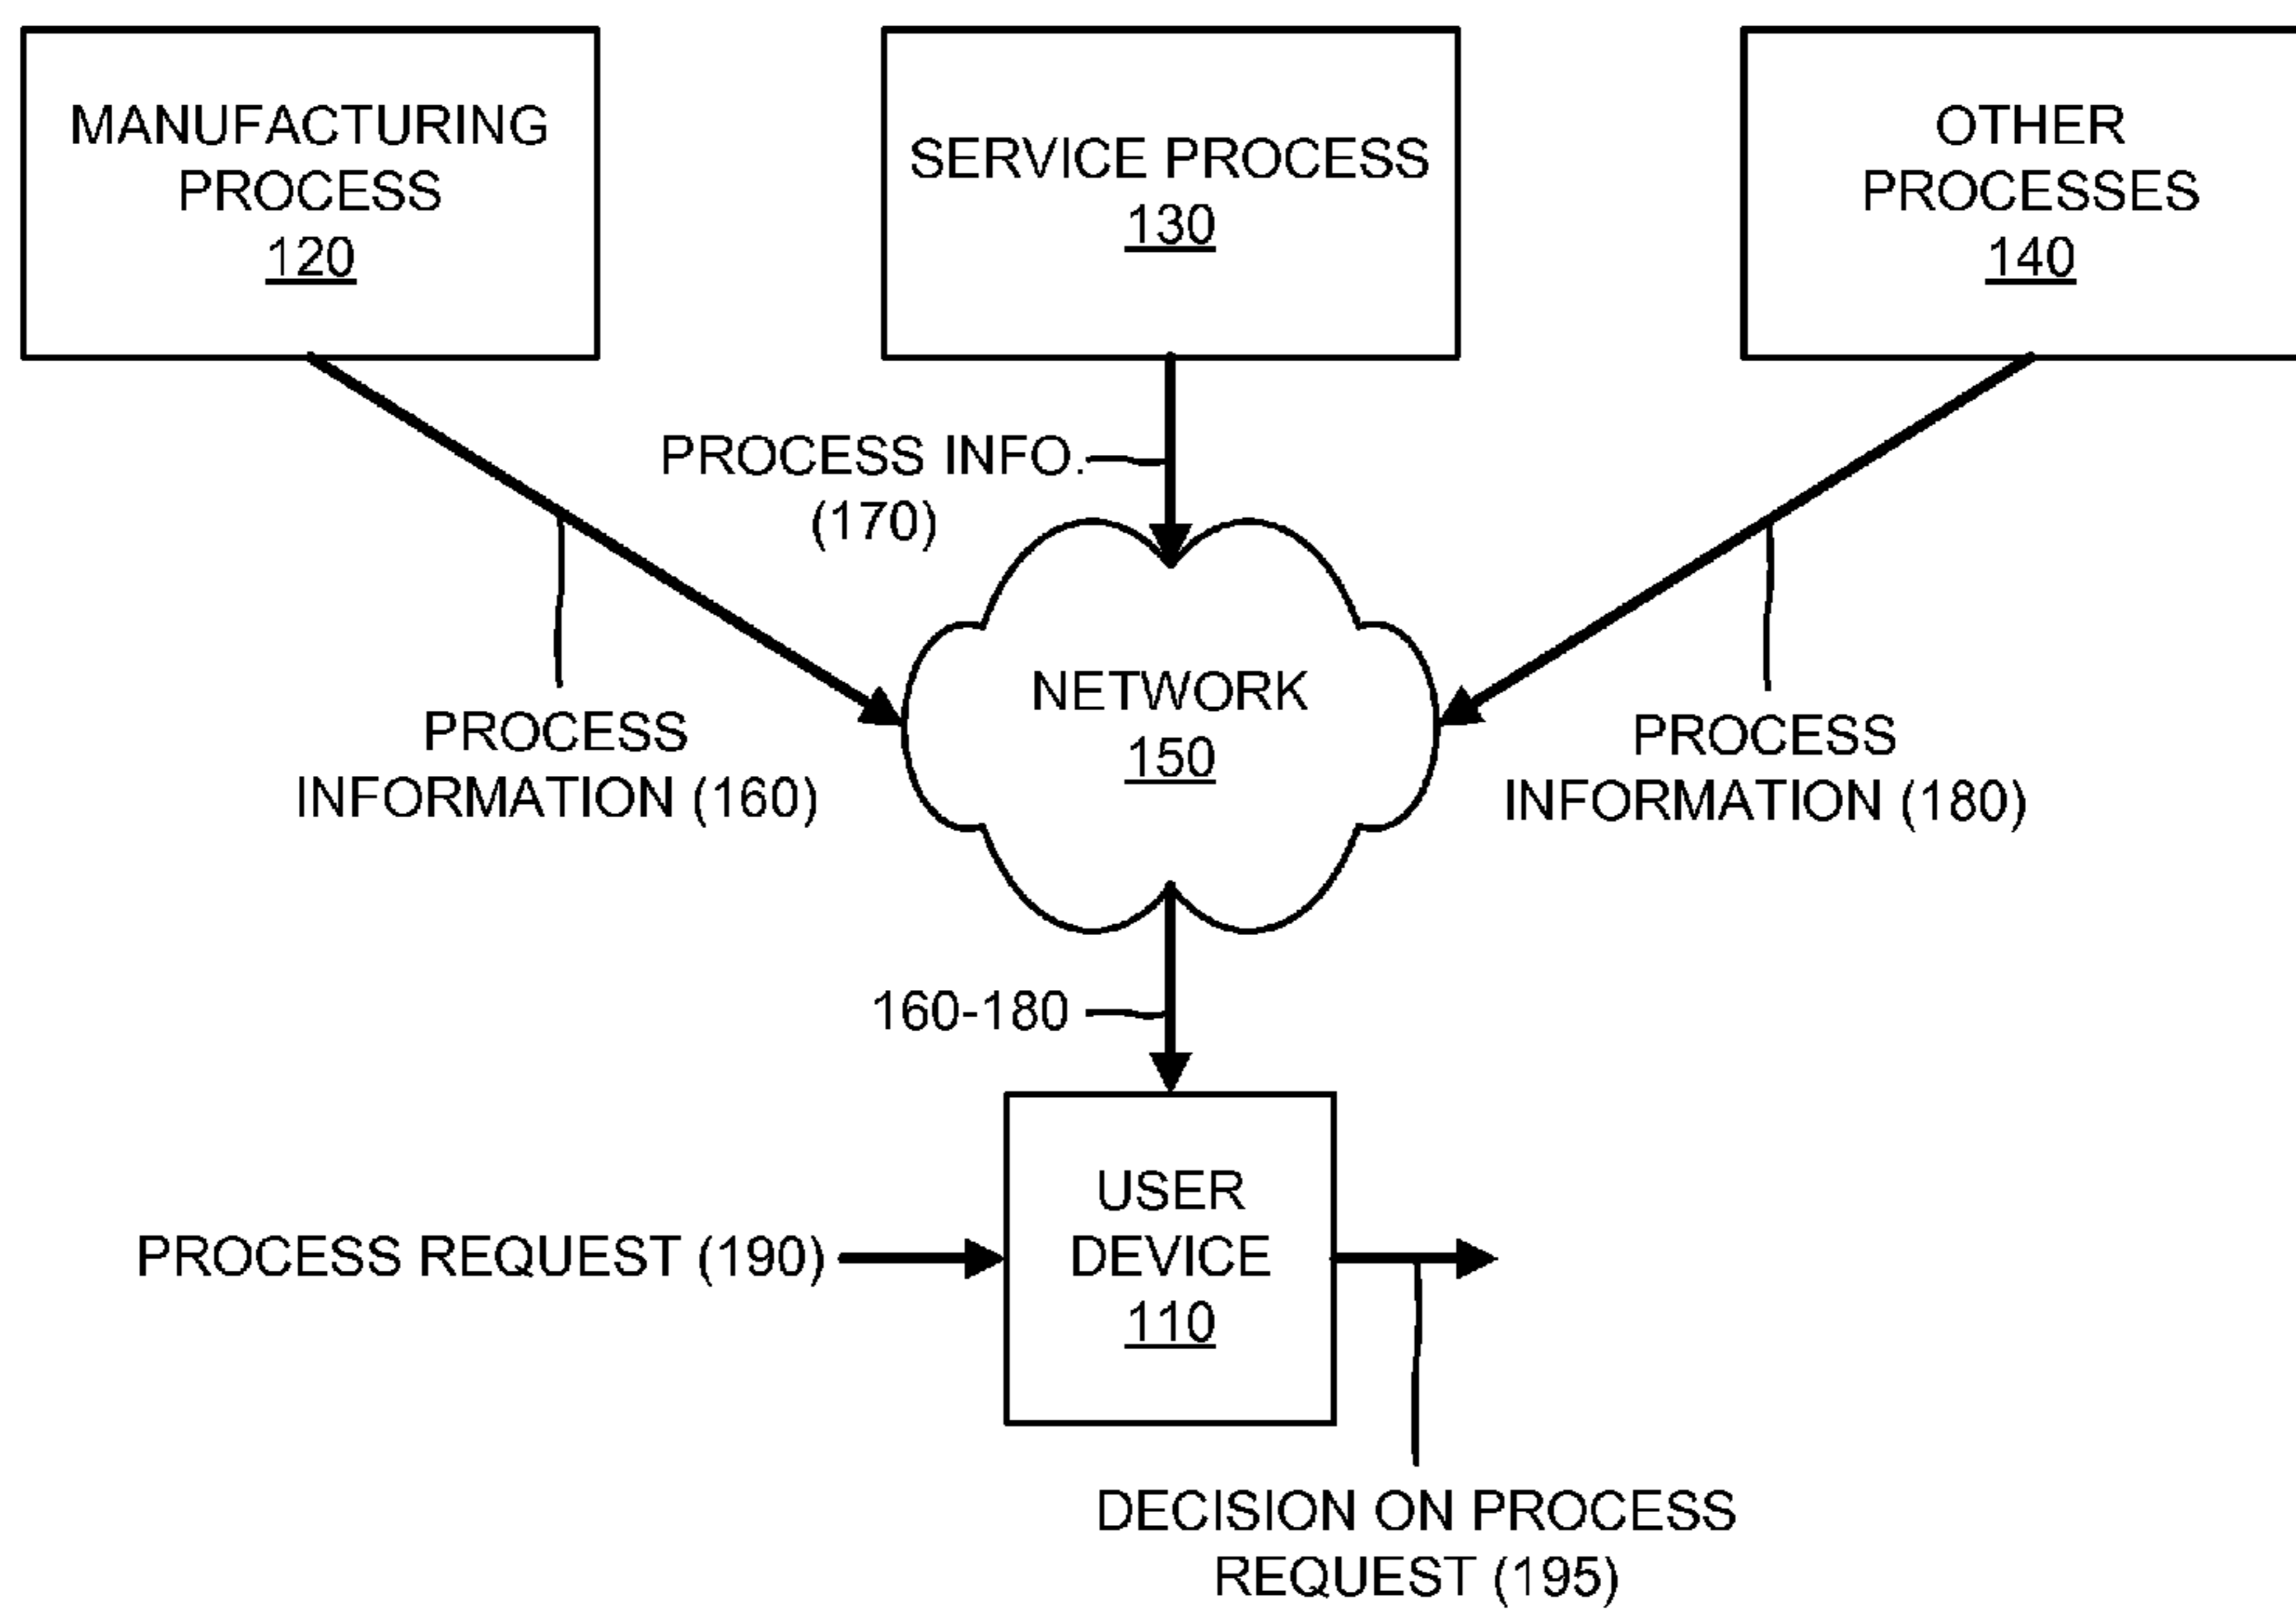 MANUFACTURING
PROCESS
120
SERVICE PROCESS
130
OTHER
PROCESSES
140
PROCESS INFO.
(170)
NETWORK
150
PROCESS
INFORMATION (160)
PROCESS
INFORMATION (180)
160-180
USER
DEVICE
110
PROCESS REQUEST (190)
DECISION ON PROCESS
REQUEST (195)